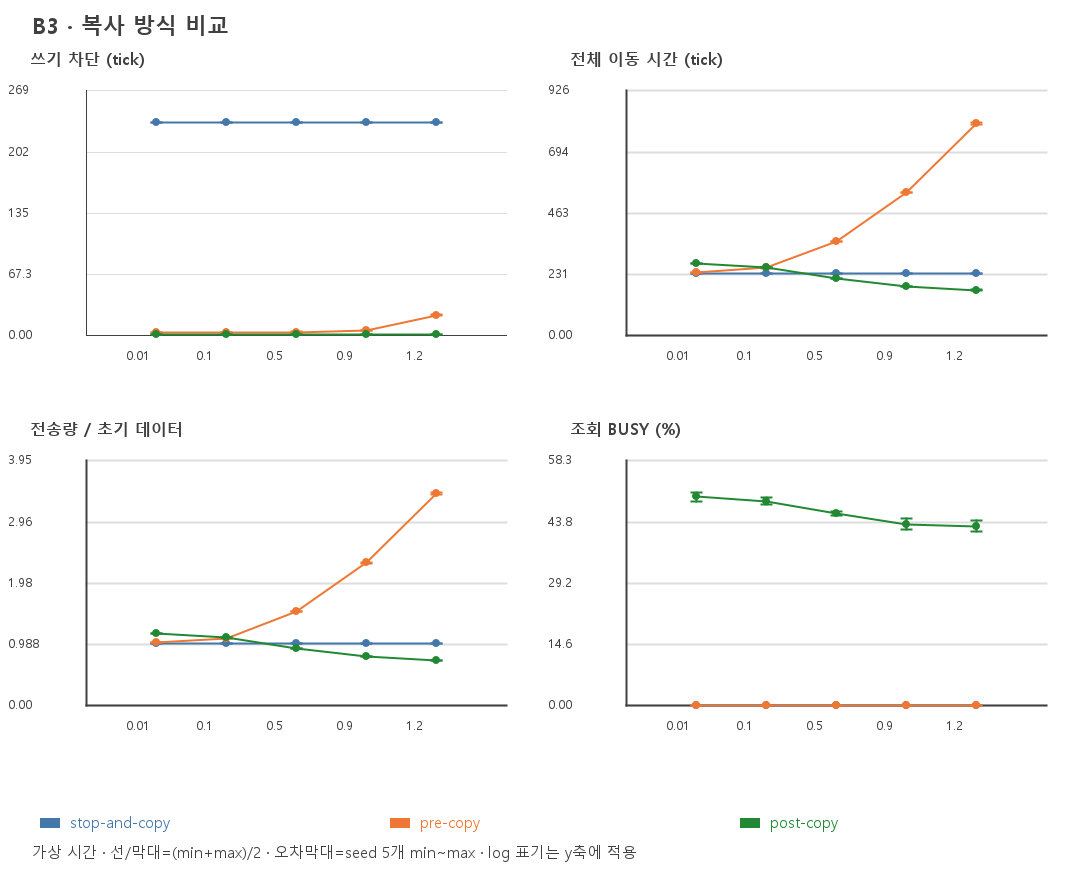 B3 · 복사 방식 비교
쓰기 차단 (tick)
269
202
135
67.3
0.00
0.01 0.1 0.5 0.9 1.2
전체 이동 시간 (tick)
926
694
463
231
0.00
0.01 0.1 0.5 0.9 1.2
전송량 / 초기 데이터
3.95
2.96
1.98
0.988
0.00
0.01 0.1 0.5 0.9 1.2
조회 BUSY (%)
58.3
43.8
29.2
14.6
0.00
0.01 0.1 0.5 0.9 1.2
stop-and-copy pre-copy post-copy
가상 시간 · 선/막대=(min+max)/2 · 오차막대=seed 5개 min~max · log 표기는 y축에 적용